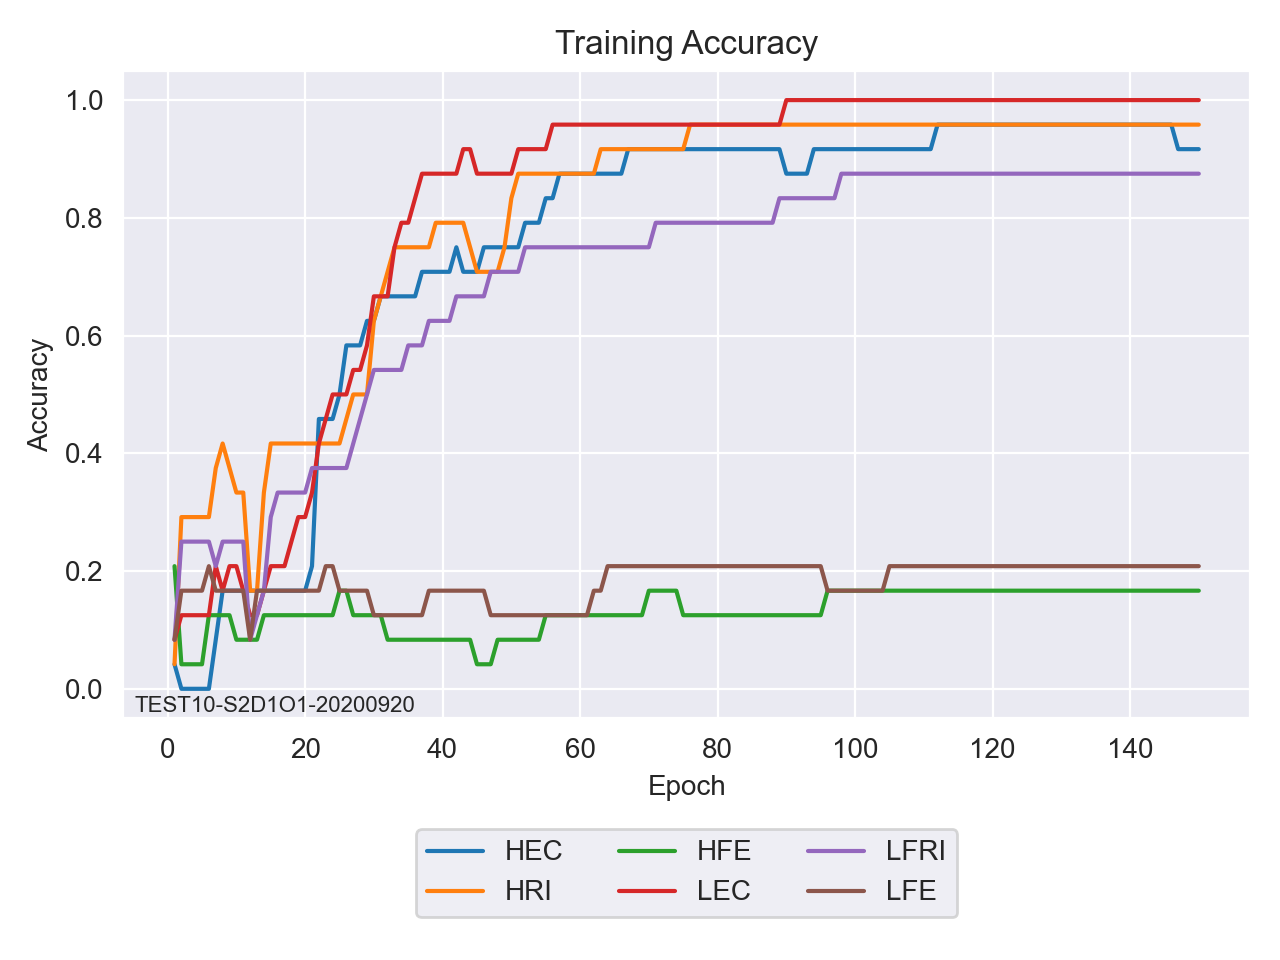 Training Accuracy
1.0
0.8
0.6
0.4
0.2
0.0
Accuracy
TEST10-S2D1O1-20200920
0 20 40 60 80 100 120 140
Epoch
HEC HFE LFRI
HRI LEC LFE